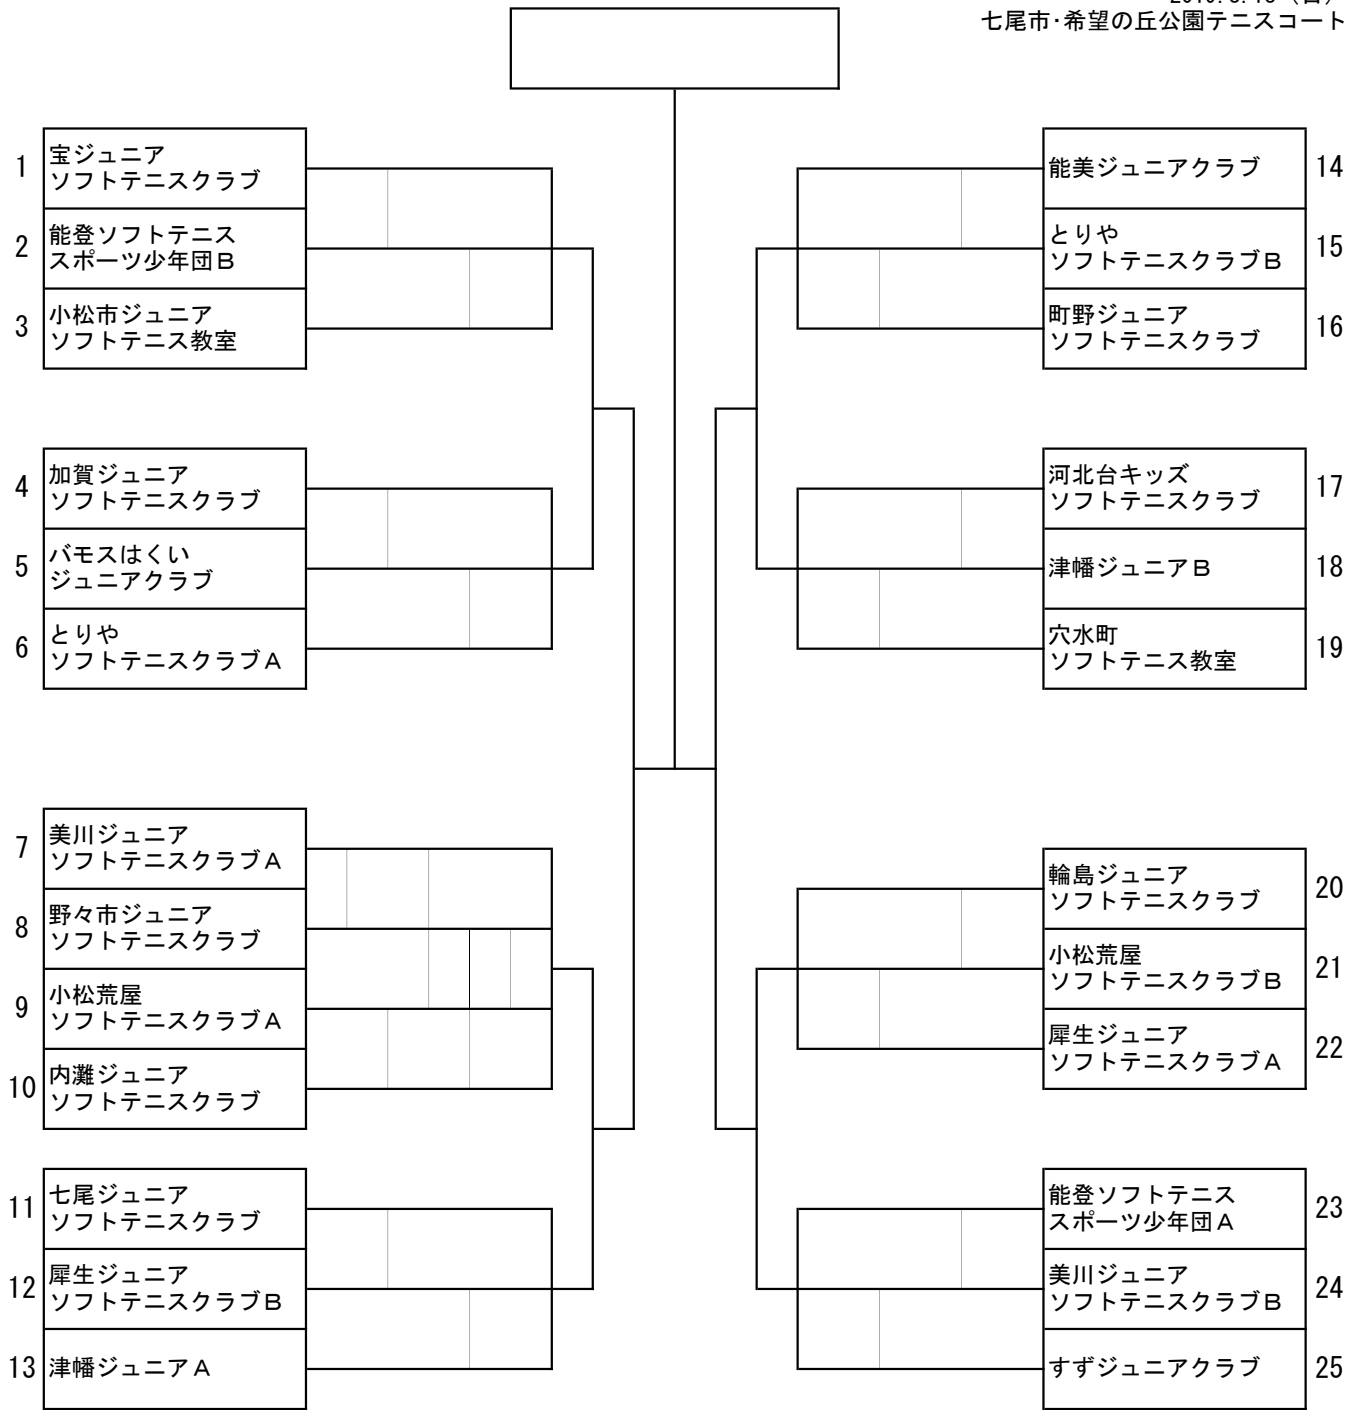 七尾市・希望の丘公園テニスコート
1
宝ジュニア
ソフトテニスクラブ
2
能登ソフトテニス
スポーツ少年団Ｂ
3
小松市ジュニア
ソフトテニス教室
4
加賀ジュニア
ソフトテニスクラブ
5
バモスはくい
ジュニアクラブ
6
とりや
ソフトテニスクラブＡ
7
美川ジュニア
ソフトテニスクラブＡ
8
野々市ジュニア
ソフトテニスクラブ
9
小松荒屋
ソフトテニスクラブＡ
10
内灘ジュニア
ソフトテニスクラブ
11
七尾ジュニア
ソフトテニスクラブ
12
犀生ジュニア
ソフトテニスクラブＢ
13
津幡ジュニアＡ
能美ジュニアクラブ
14
とりや
ソフトテニスクラブＢ
15
町野ジュニア
ソフトテニスクラブ
16
河北台キッズ
ソフトテニスクラブ
17
津幡ジュニアＢ
18
穴水町
ソフトテニス教室
19
輪島ジュニア
ソフトテニスクラブ
20
小松荒屋
ソフトテニスクラブＢ
21
犀生ジュニア
ソフトテニスクラブＡ
22
能登ソフトテニス
スポーツ少年団Ａ
23
美川ジュニア
ソフトテニスクラブＢ
24
すずジュニアクラブ
25